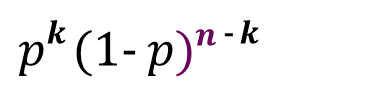 p^k (1- p)^{n - k}